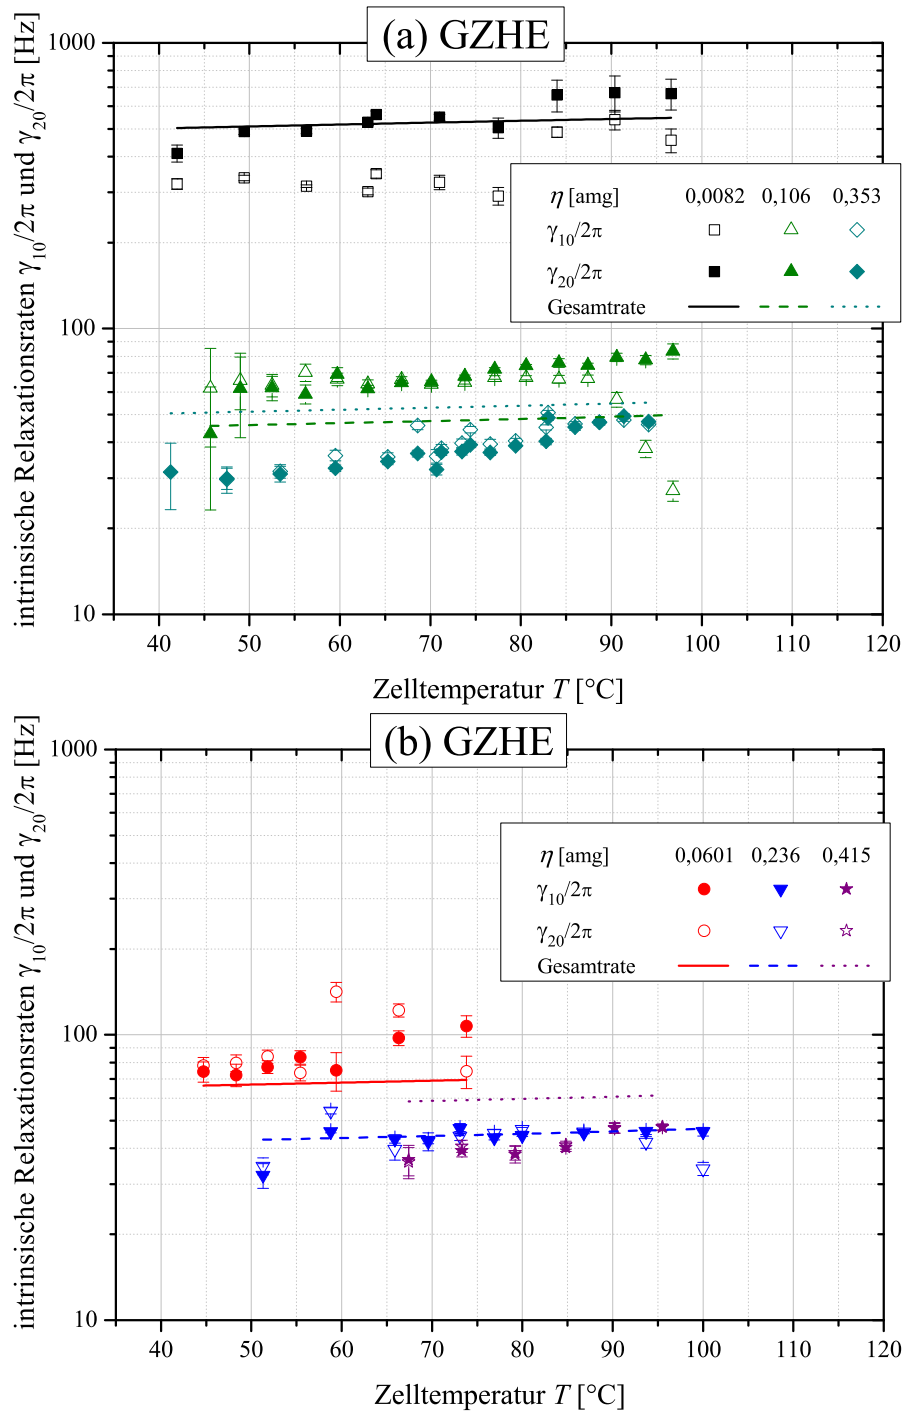 (a) GZHE
intrinsische Relaxationsraten γ10/2π und γ20/2π [Hz]
1000
100
10
η [amg] 0,0082 0,106 0,353
γ10/2π
γ20/2π
Gesamtrate
40 50 60 70 80 90 100 110 120
Zelltemperatur T [°C]
(b) GZHE
intrinsische Relaxationsraten γ10/2π und γ20/2π [Hz]
1000
100
10
η [amg] 0,0601 0,236 0,415
γ10/2π
γ20/2π
Gesamtrate
40 50 60 70 80 90 100 110 120
Zelltemperatur T [°C]